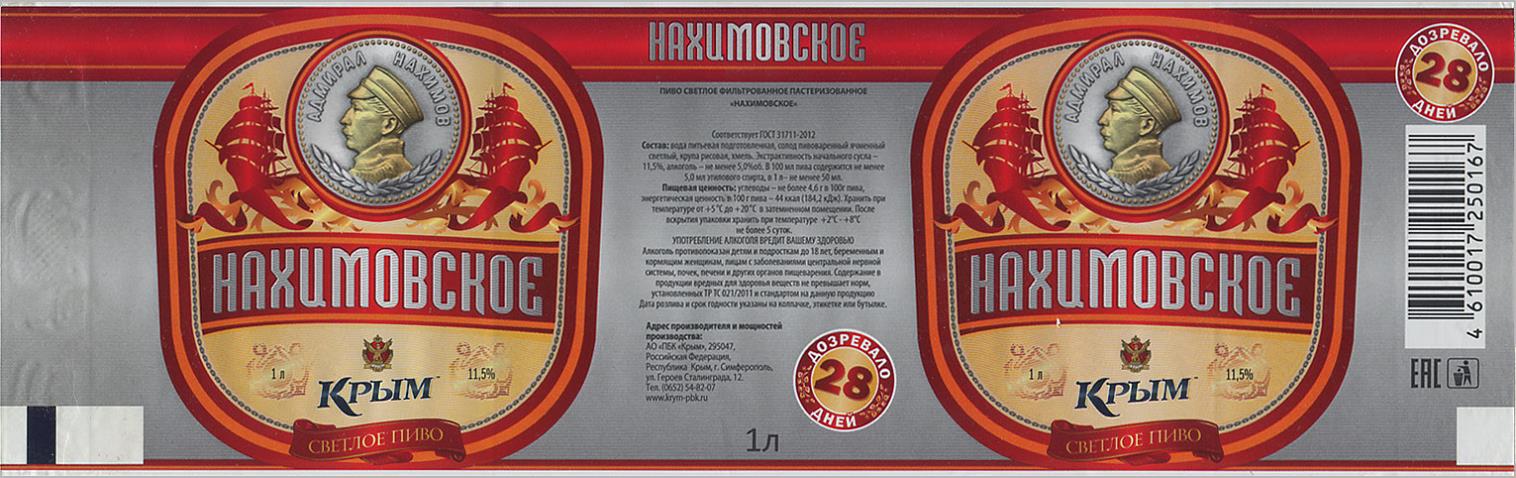 АДМИРАЛ НАХИМОВ
НАХИМОВСКОЕ
1 л
11,5%
КРЫМ
СВЕТЛОЕ ПИВО
НАХИМОВСКОЕ
ПИВО СВЕТЛОЕ ФИЛЬТРОВАННОЕ ПАСТЕРИЗОВАННОЕ
«НАХИМОВСКОЕ»
Соответствует ГОСТ 31711-2012
Состав: вода питьевая подготовленная, солод пивоваренный ячменный
светлый, крупа рисовая, хмель. Экстрактивность начального сусла –
11,5%, алкоголь – не менее 5,0%об. В 100 мл пива содержится не менее
5,0 мл этилового спирта, в 1 л– не менее 50 мл.
Пищевая ценность: углеводы – не более 4,6 г в 100г пива,
энергетическая ценность в 100 г пива – 44 ккал (184,2 кДж). Хранить при
температуре от +5 °С до +20°С в затемненном помещении. После
вскрытия упаковки хранить при температуре +2°С - +8°С
не более 5 суток.
УПОТРЕБЛЕНИЕ АЛКОГОЛЯ ВРЕДИТ ВАШЕМУ ЗДОРОВЬЮ
Алкоголь противопоказан детям и подросткам до 18 лет, беременным и
кормящим женщинам, лицам с заболеваниями центральной нервной
системы, почек, печени и других органов пищеварения. Содержание в
продукции вредных для здоровья веществ не превышает норм,
установленных ТР ТС 021/2011 и стандартом на данную продукцию
Дата розлива и срок годности указаны на колпачке, этикетке или бутылке.
Адрес производителя и мощностей
производства:
АО «ПБК «Крым», 295047,
Российская Федерация,
Республика Крым, г. Симферополь,
ул. Героев Сталинграда, 12.
Тел. (0652) 54-82-07
www.krym-pbk.ru
ДОЗРЕВАЛО
28
ДНЕЙ
1л
АДМИРАЛ НАХИМОВ
НАХИМОВСКОЕ
1 л
11,5%
КРЫМ
СВЕТЛОЕ ПИВО
ДОЗРЕВАЛО
28
ДНЕЙ
4 610017 250167
EAC